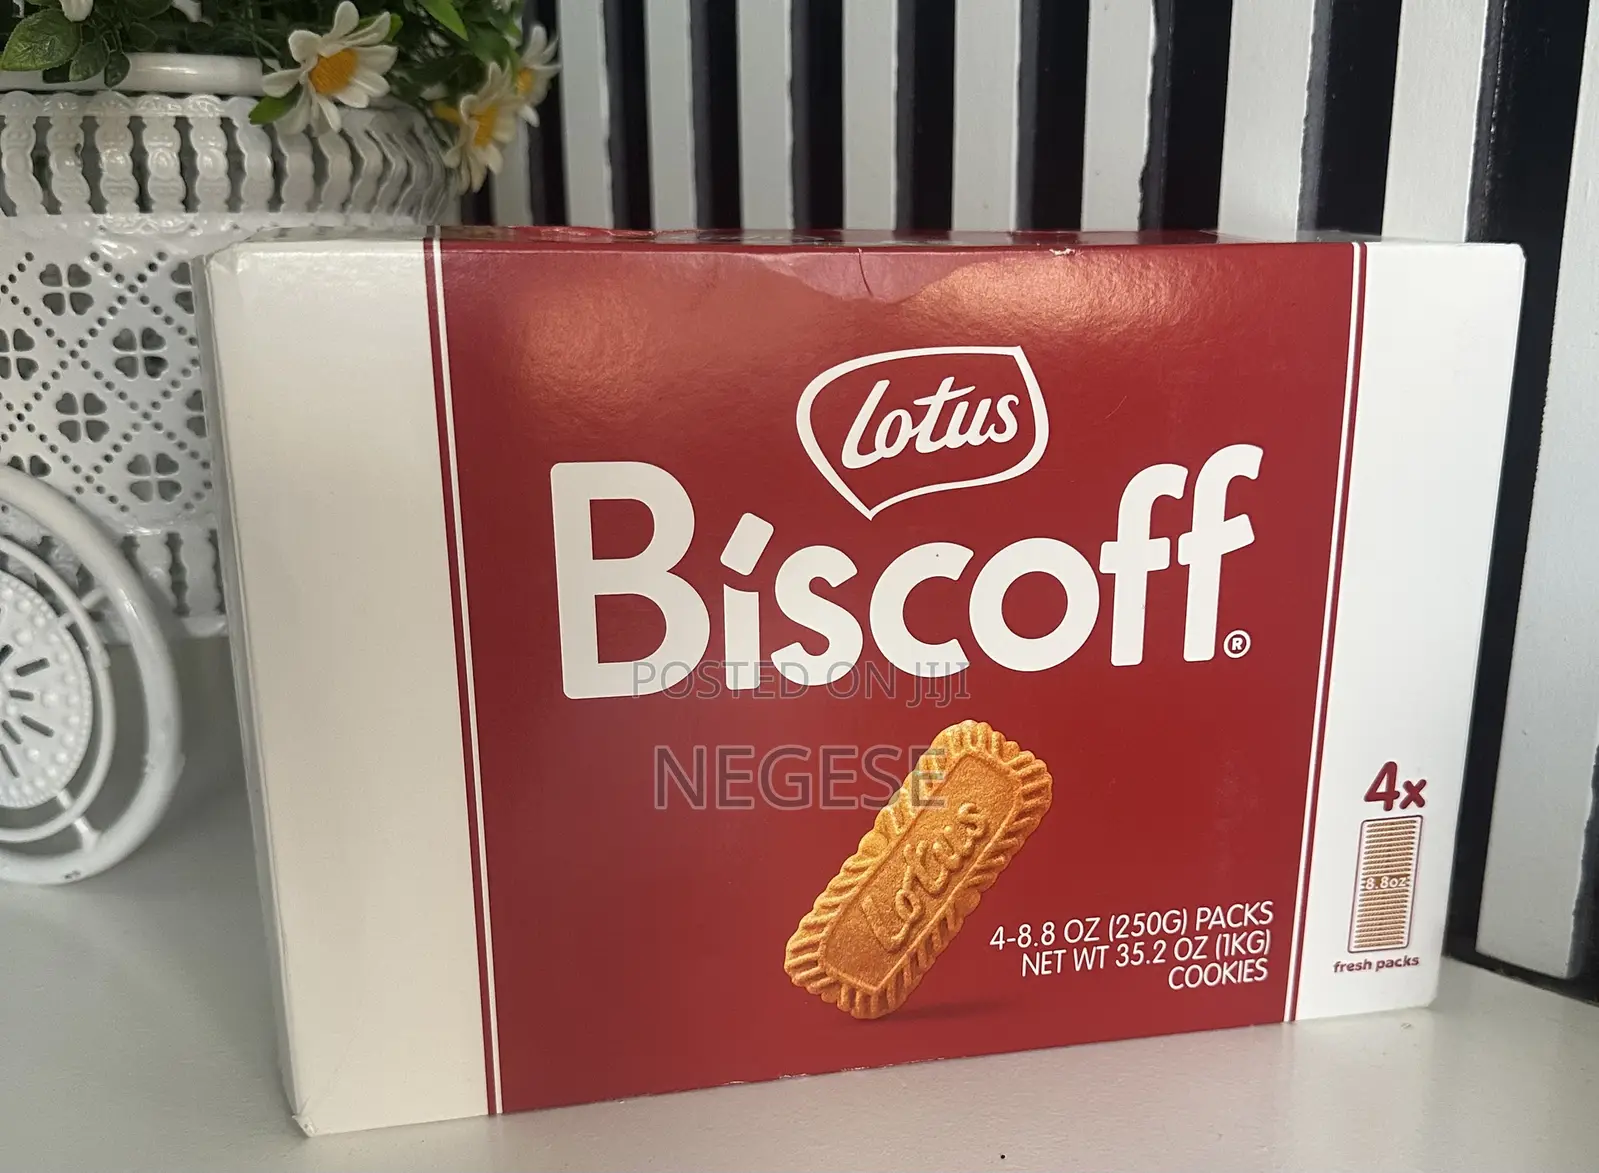 Lotus
Biscoff®
POSTED ON JIJI
NEGESE
Lotus
4-8.8 OZ (250G) PACKS
NET WT 35.2 OZ (1KG)
COOKIES
4x
8.8oz
fresh packs